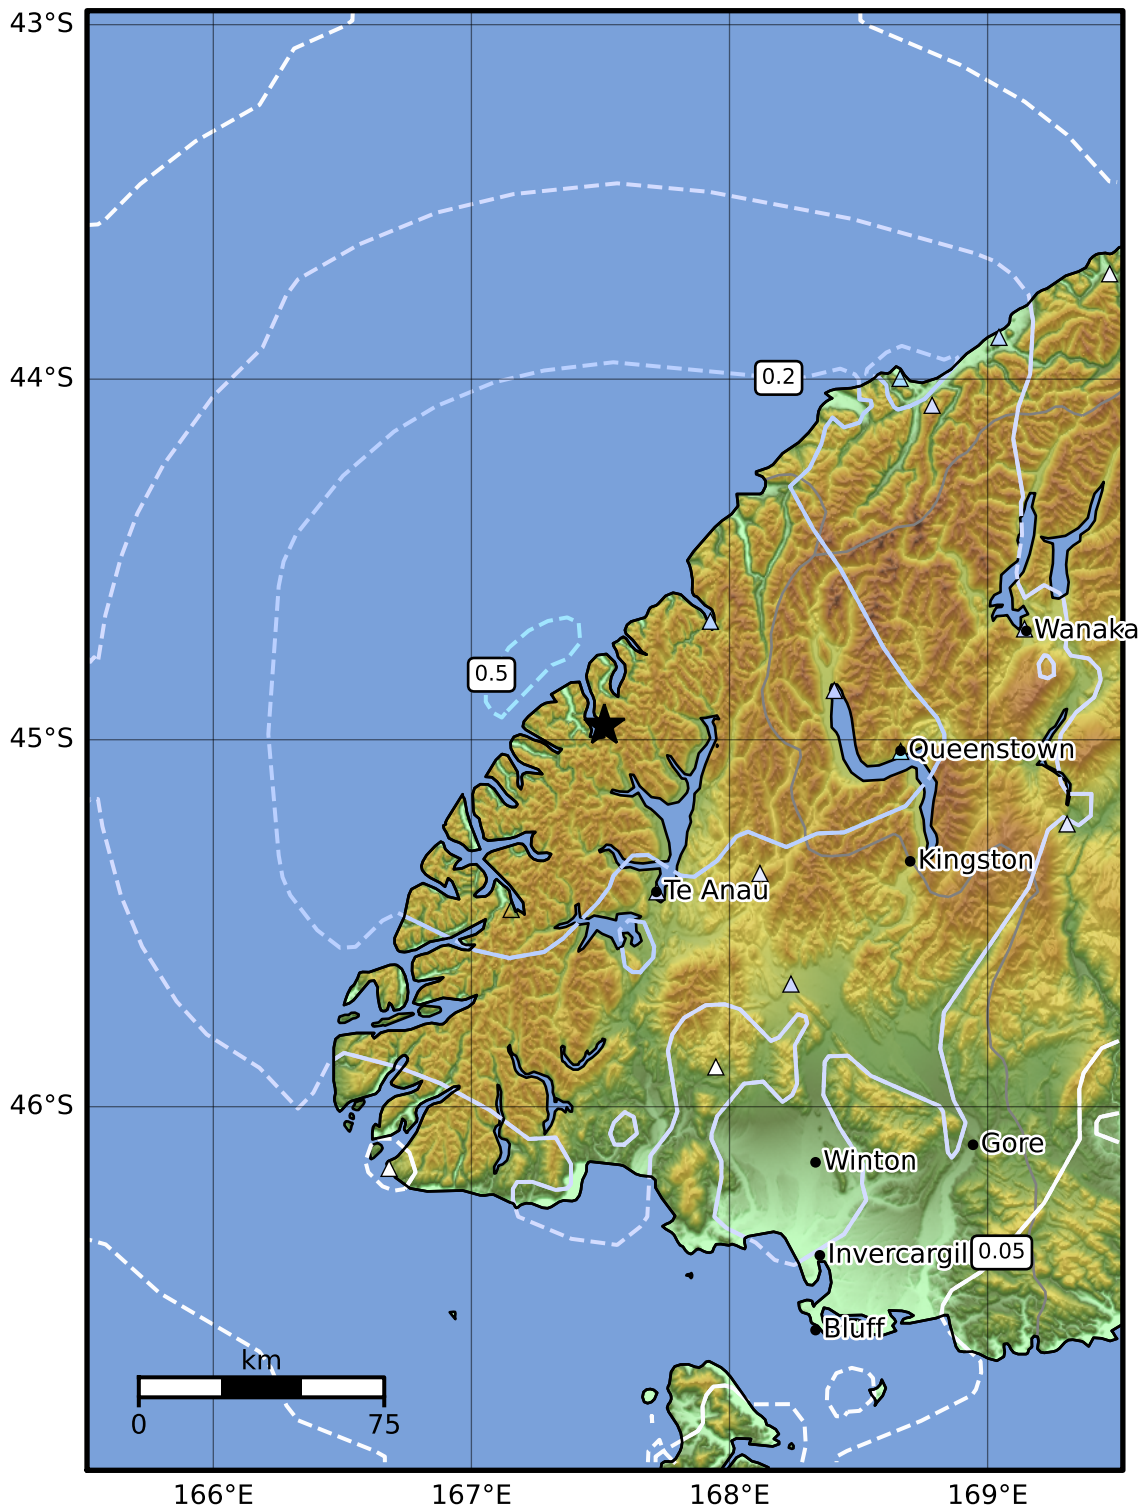 43°S
44°S
0.2
Wanaka
0.5
45°S
Queenstown
Kingston
Te Anau
46°S
Gore
Winton
Invercargil
0.05
Bluff
km
0
75
166°E
167°E
168°E
169°E